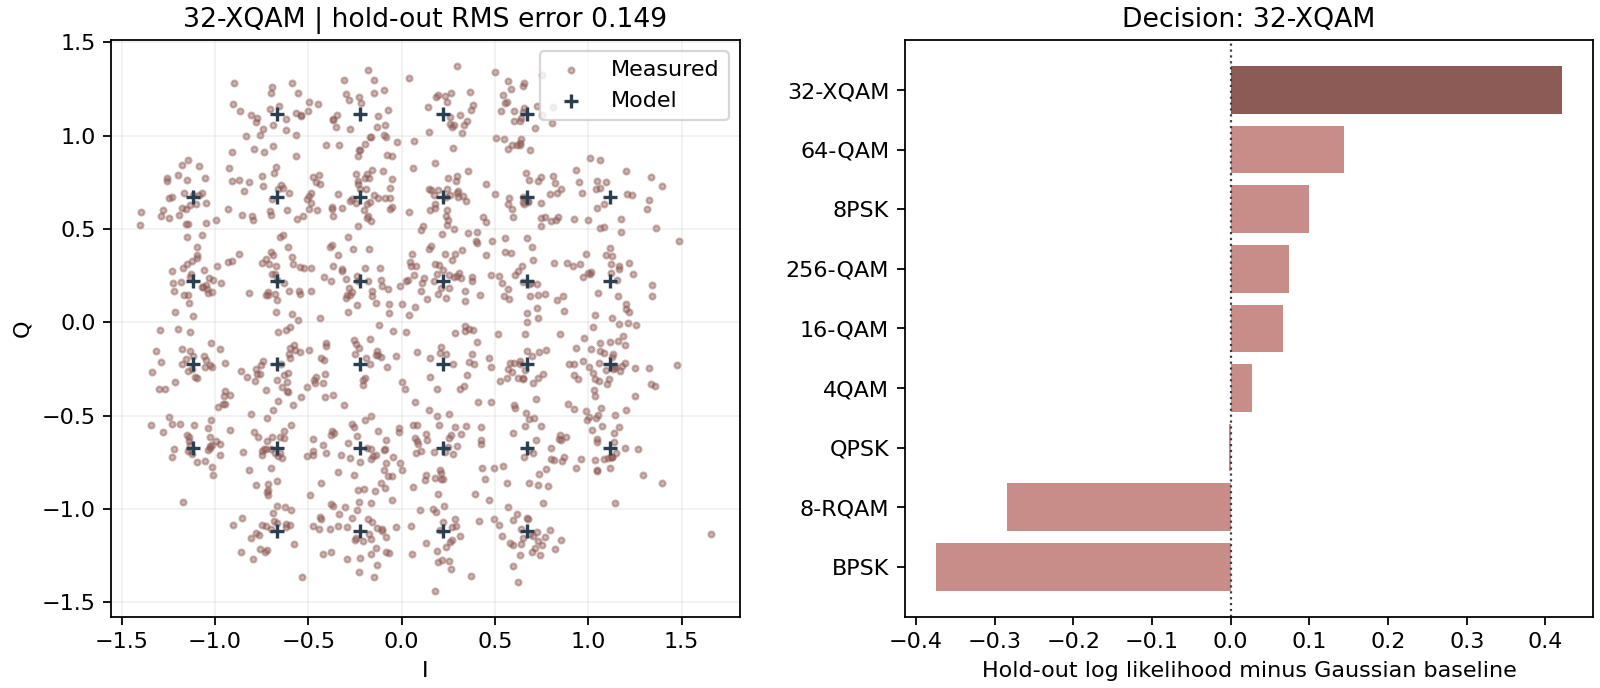 32-XQAM | hold-out RMS error 0.149
Measured
Model
1.5
1.0
0.5
0.0
−0.5
−1.0
−1.5
Q
−1.5 −1.0 −0.5 0.0 0.5 1.0 1.5
I
Decision: 32-XQAM
32-XQAM
64-QAM
8PSK
256-QAM
16-QAM
4QAM
QPSK
8-RQAM
BPSK
−0.4 −0.3 −0.2 −0.1 0.0 0.1 0.2 0.3 0.4
Hold-out log likelihood minus Gaussian baseline